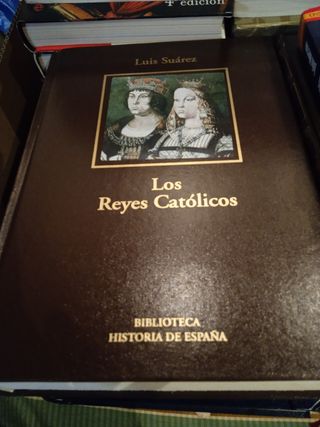 4ª edición
Luis Suárez
Los
Reyes Católicos
BIBLIOTECA
HISTORIA DE ESPAÑA